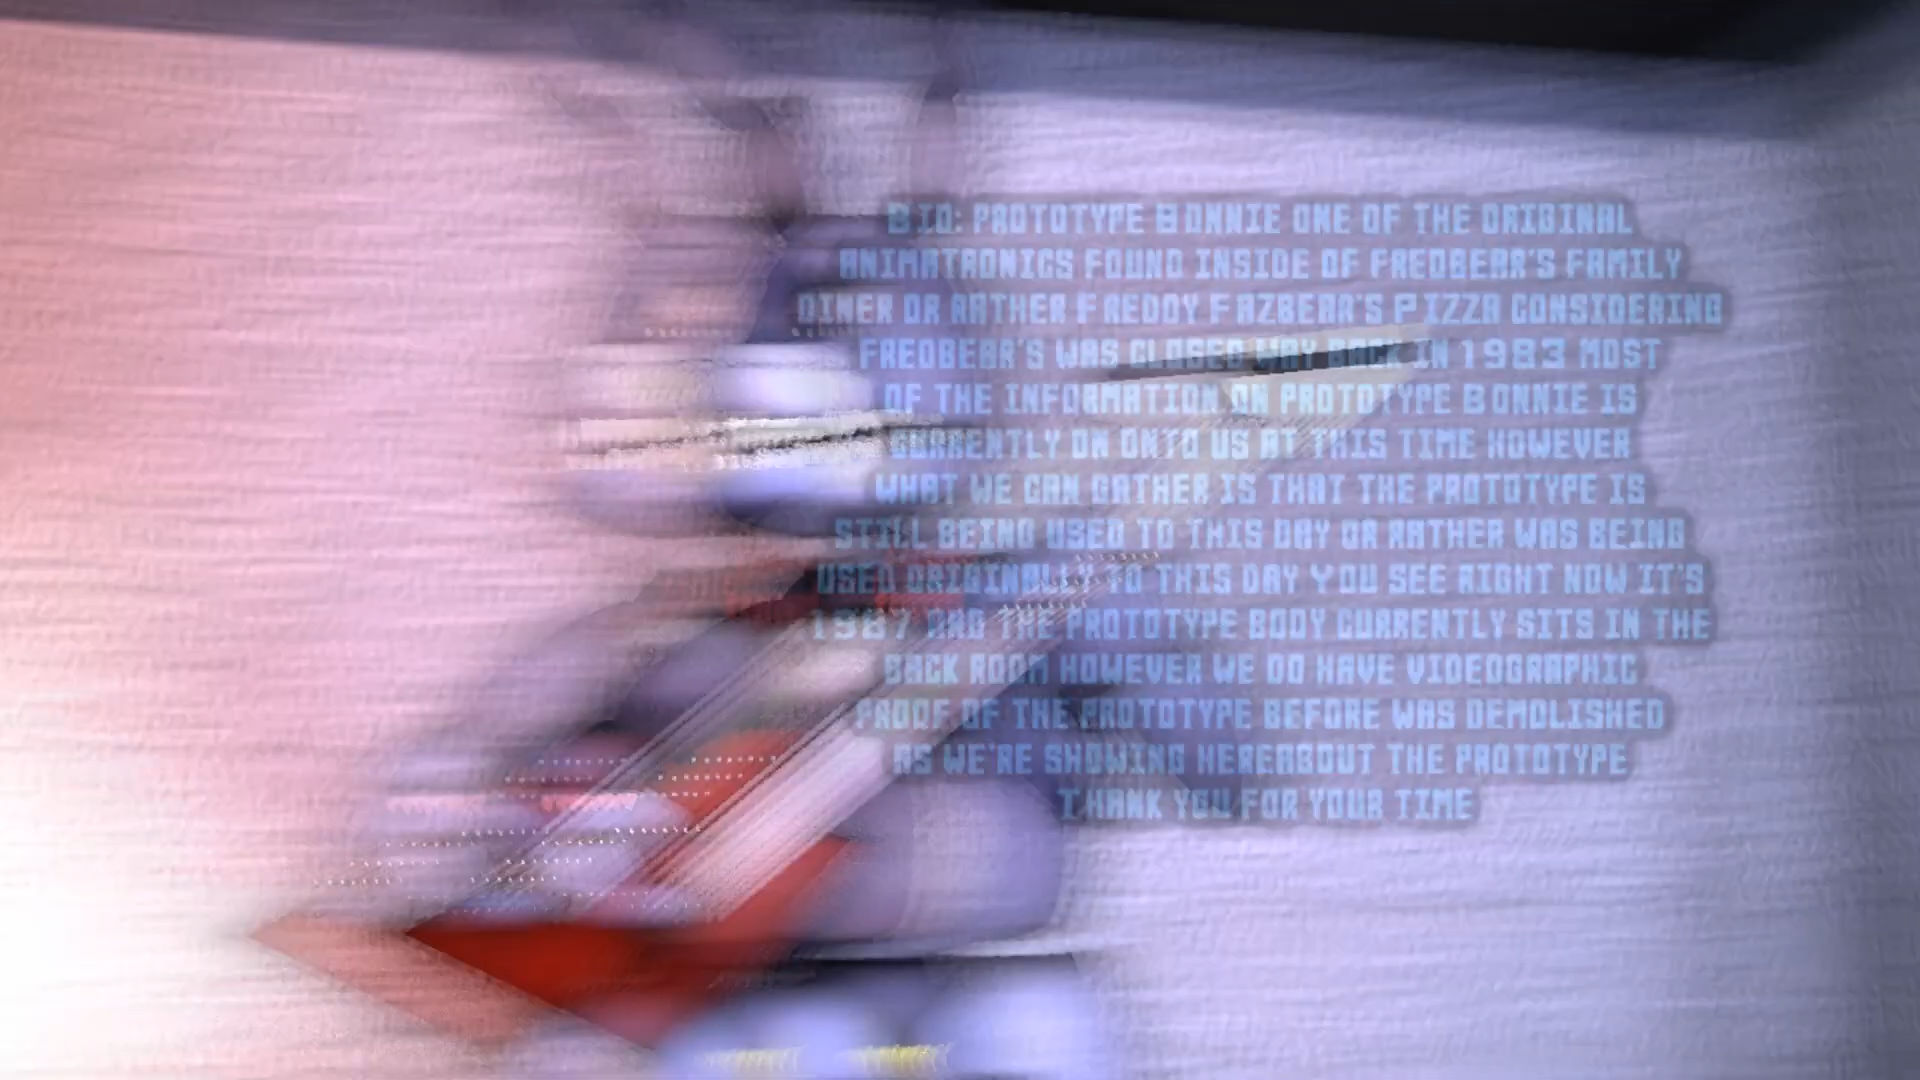 BIO: PROTOTYPE BONNIE ONE OF THE ORIGINAL
ANIMATRONICS FOUND INSIDE OF FREDBEAR'S FAMILY
DINER OR RATHER FREDDY FAZBEAR'S PIZZA CONSIDERING
FREDBEAR'S WAS CLOSED WAY BACK IN 1983 MOST
OF THE INFORMATION ON PROTOTYPE BONNIE IS
CURRENTLY ON ONTO US AT THIS TIME HOWEVER
WHAT WE CAN GATHER IS THAT THE PROTOTYPE IS
STILL BEING USED TO THIS DAY OR RATHER WAS BEING
USED ORIGINALLY TO THIS DAY YOU SEE RIGHT NOW IT'S
1987 AND THE PROTOTYPE BODY CURRENTLY SITS IN THE
BACK ROOM HOWEVER WE DO HAVE VIDEOGRAPHIC
PROOF OF THE PROTOTYPE BEFORE WAS DEMOLISHED
AS WE'RE SHOWING HEREABOUT THE PROTOTYPE
THANK YOU FOR YOUR TIME